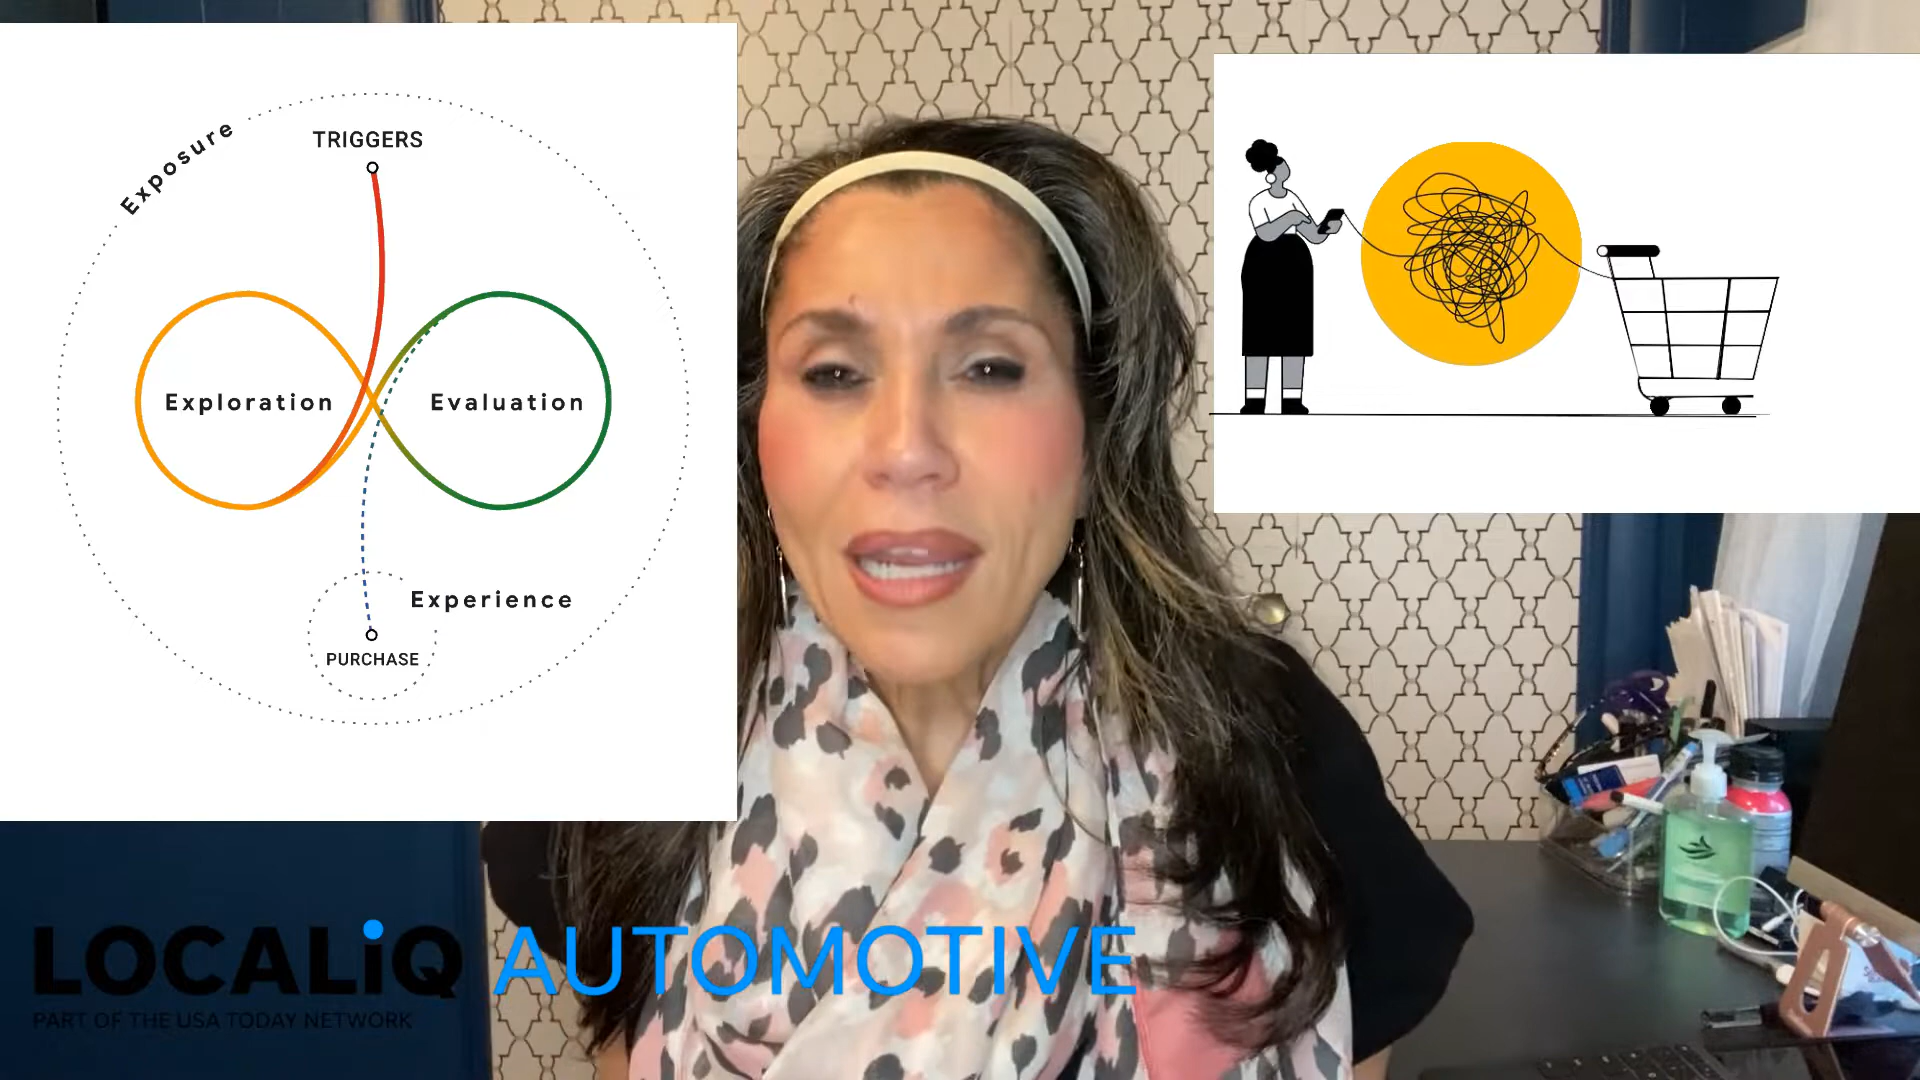 Exposure
TRIGGERS
Exploration
Evaluation
Experience
PURCHASE
LOCALiQ AUTOMOTIVE
PART OF THE USA TODAY NETWORK